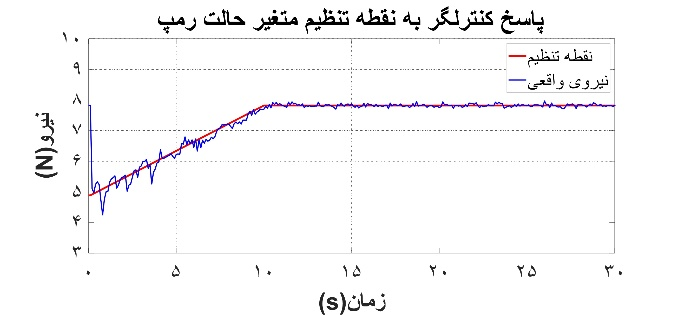 پاسخ کنترلگر به نقطه تنظیم متغیر حالت رمپ
نقطه تنظیم
نیروی واقعی
نیرو(N)
۱۰
۹
۸
۷
۶
۵
۴
۳
۰ ۵ ۱۰ ۱۵ ۲۰ ۲۵ ۳۰
زمان(s)